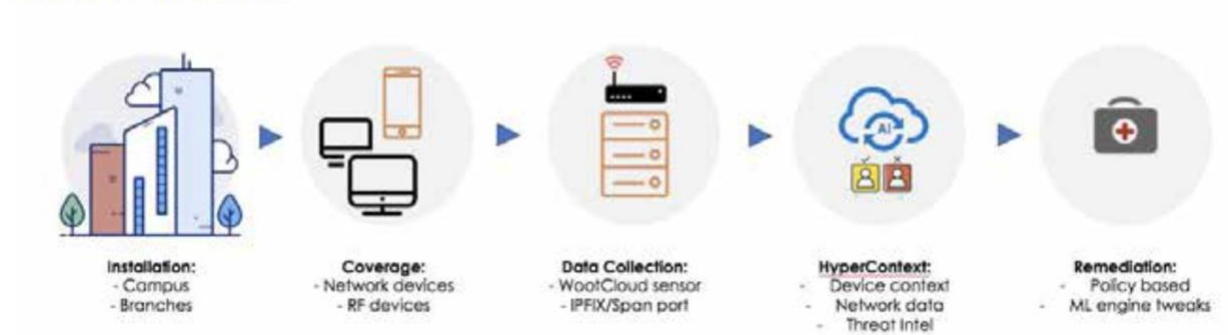 AI
Installation:
- Campus
- Branches
Coverage:
- Network devices
- RF devices
Data Collection:
- WootCloud sensor
- IPFIX/Span port
HyperContext:
- Device context
- Network data
- Threat Intel
Remediation:
- Policy based
- ML engine tweaks